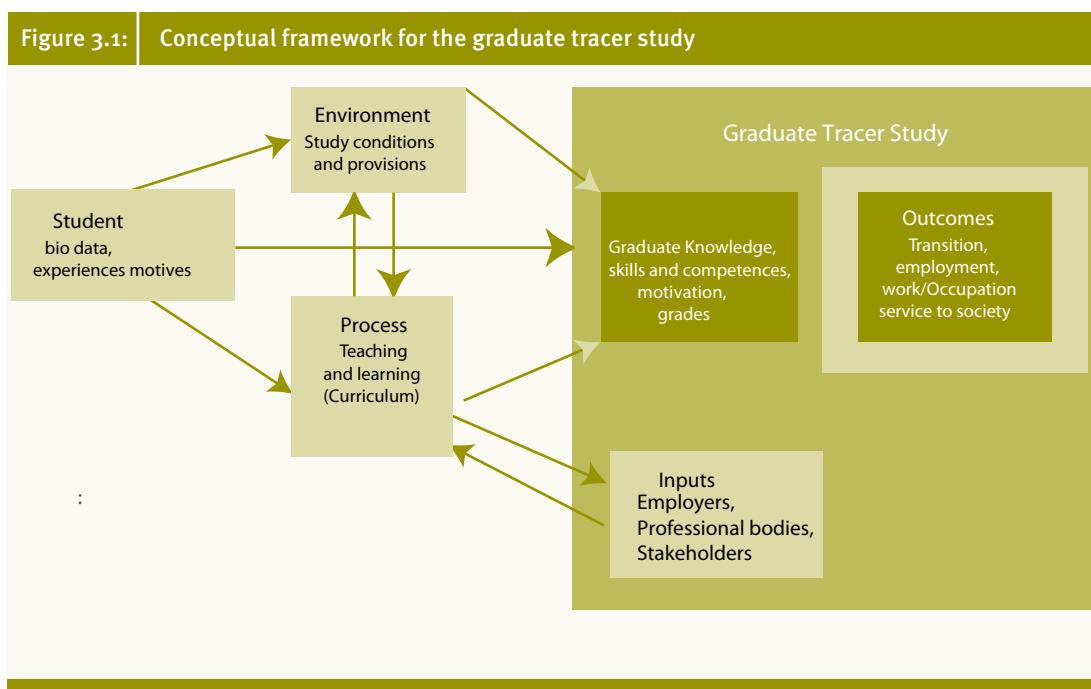 Figure 3.1: Conceptual framework for the graduate tracer study
Environment
Study conditions
and provisions
Graduate Tracer Study
Student
bio data,
experiences motives
Graduate Knowledge,
skills and competences,
motivation,
grades
Outcomes
Transition,
employment,
work/Occupation
service to society
Process
Teaching
and learning
(Curriculum)
Inputs
Employers,
Professional bodies,
Stakeholders
: